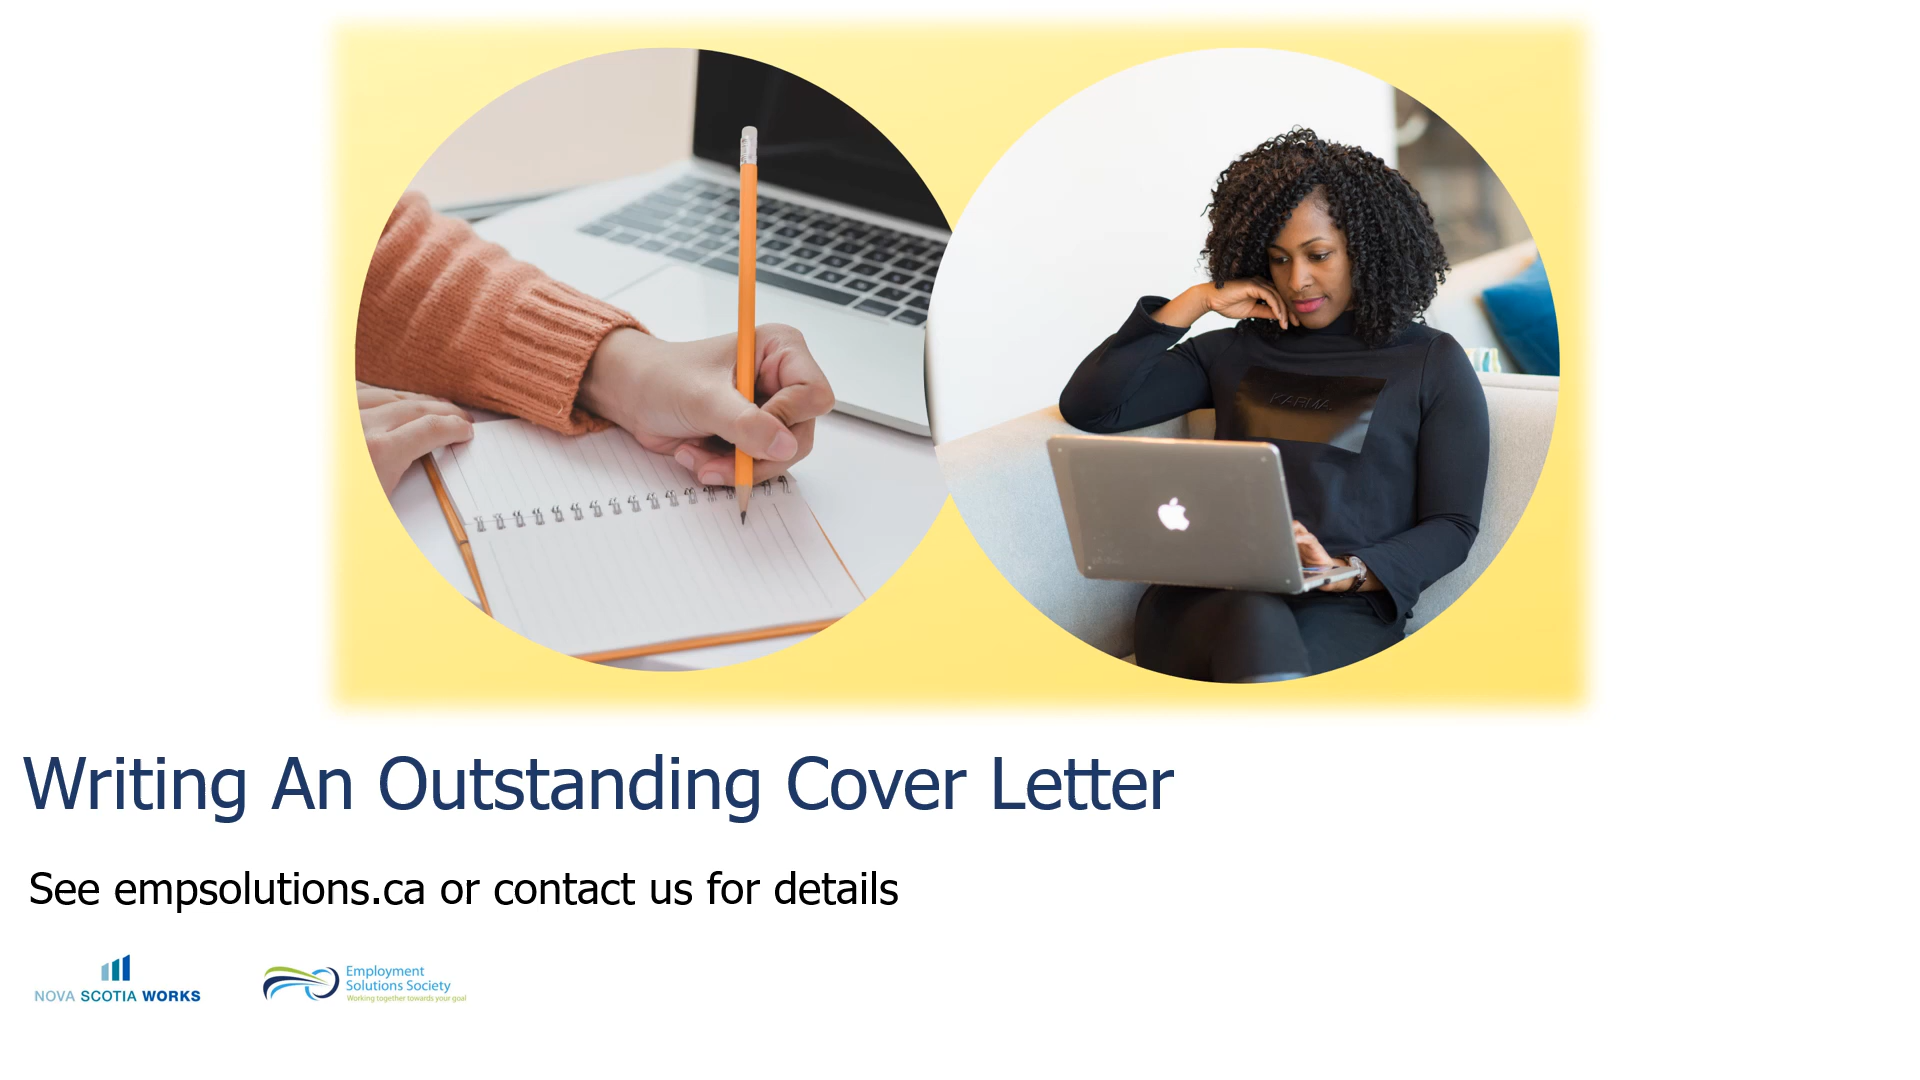 KARMA.
Writing An Outstanding Cover Letter
See empsolutions.ca or contact us for details
NOVA SCOTIA WORKS
Employment
Solutions Society
Working together towards your goal